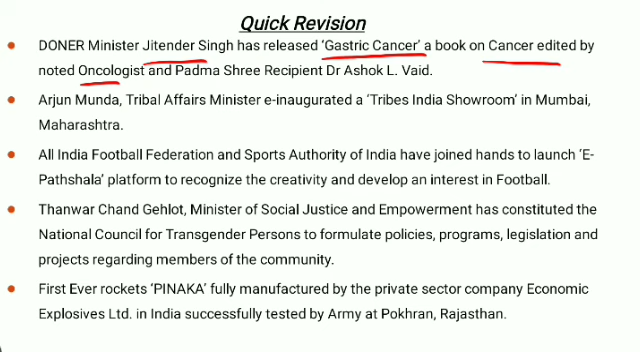 Quick Revision
• DONER Minister Jitender Singh has released ‘Gastric Cancer’ a book on Cancer edited by
noted Oncologist and Padma Shree Recipient Dr Ashok L. Vaid.
• Arjun Munda, Tribal Affairs Minister e-inaugurated a ‘Tribes India Showroom’ in Mumbai,
Maharashtra.
• All India Football Federation and Sports Authority of India have joined hands to launch ‘E-
Pathshala’ platform to recognize the creativity and develop an interest in Football.
• Thanwar Chand Gehlot, Minister of Social Justice and Empowerment has constituted the
National Council for Transgender Persons to formulate policies, programs, legislation and
projects regarding members of the community.
• First Ever rockets ‘PINAKA’ fully manufactured by the private sector company Economic
Explosives Ltd. in India successfully tested by Army at Pokhran, Rajasthan.